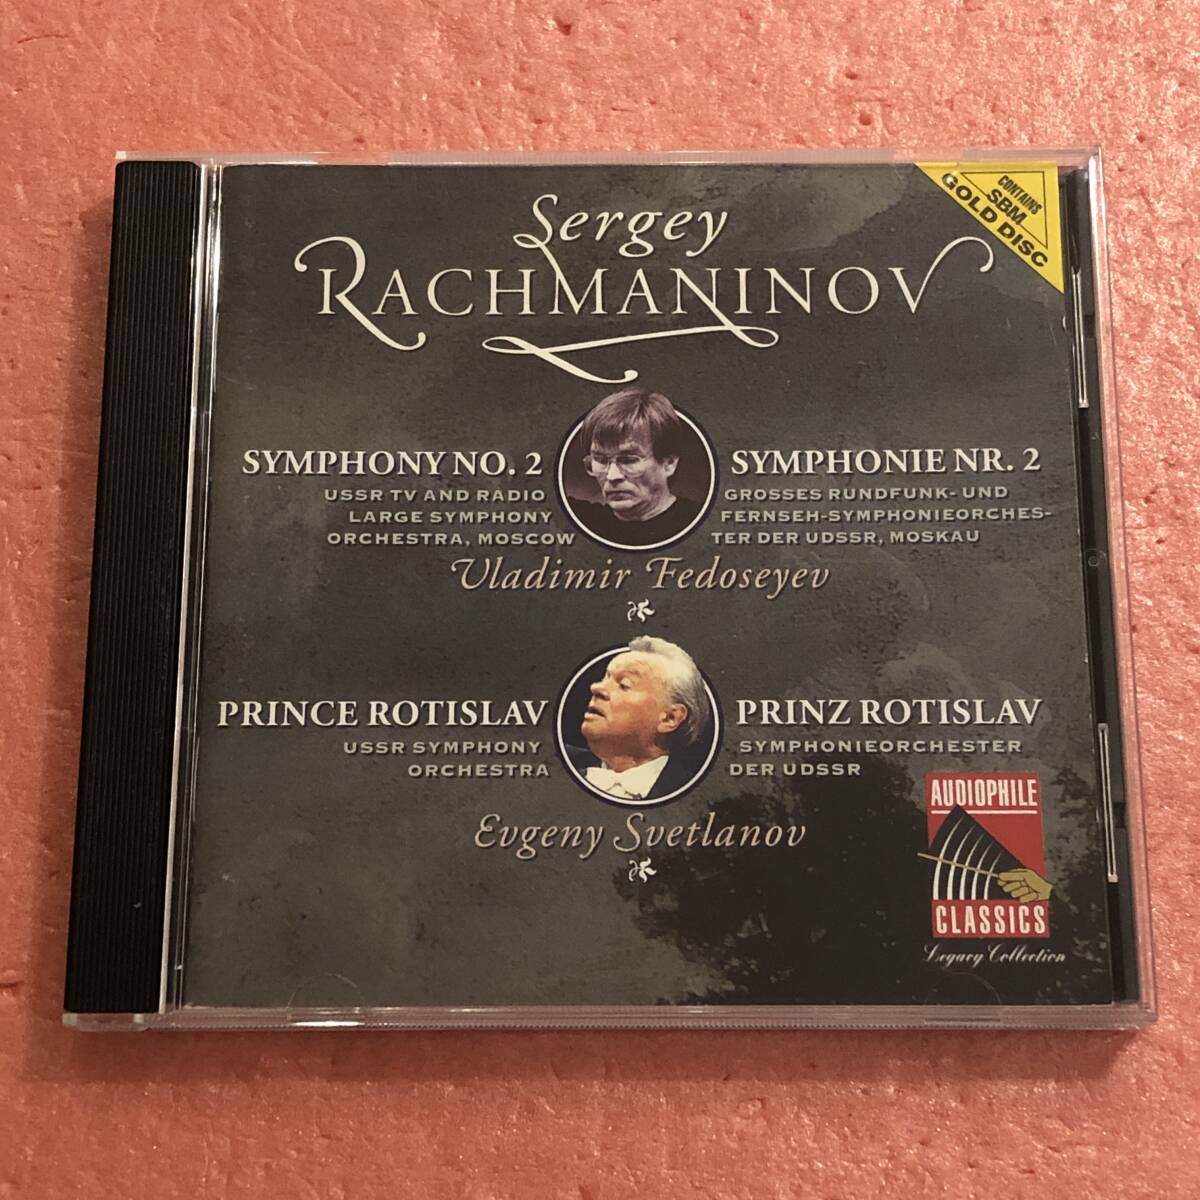 Sergey
RACHMANINOV
CONTAINS
SBM
GOLD DISC
SYMPHONY NO. 2
USSR TV AND RADIO
LARGE SYMPHONY
ORCHESTRA, MOSCOW
SYMPHONIE NR. 2
GROSSES RUNDFUNK- UND
FERNSEH-SYMPHONIEORCHES-
TER DER UDSSR, MOSKAU
Vladimir Fedoseyev
PRINCE ROTISLAV
USSR SYMPHONY
ORCHESTRA
PRINZ ROTISLAV
SYMPHONIEORCHESTER
DER UDSSR
Evgeny Svetlanov
AUDIOPHILE
CLASSICS
Legacy Collection